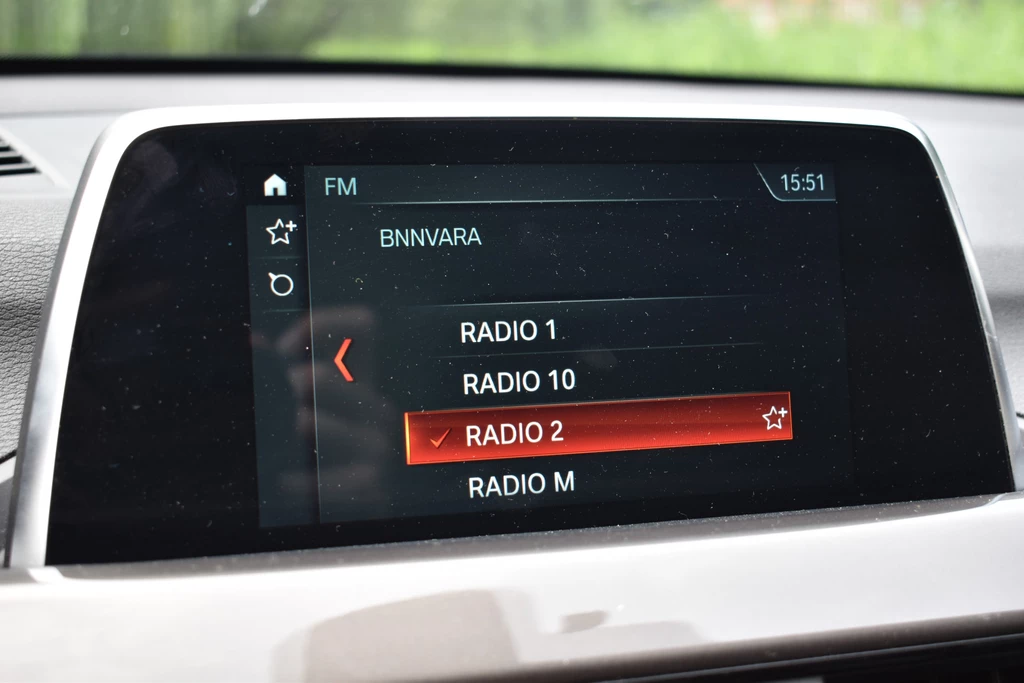 FM
15:51
BNNVARA
RADIO 1
RADIO 10
RADIO 2
RADIO M